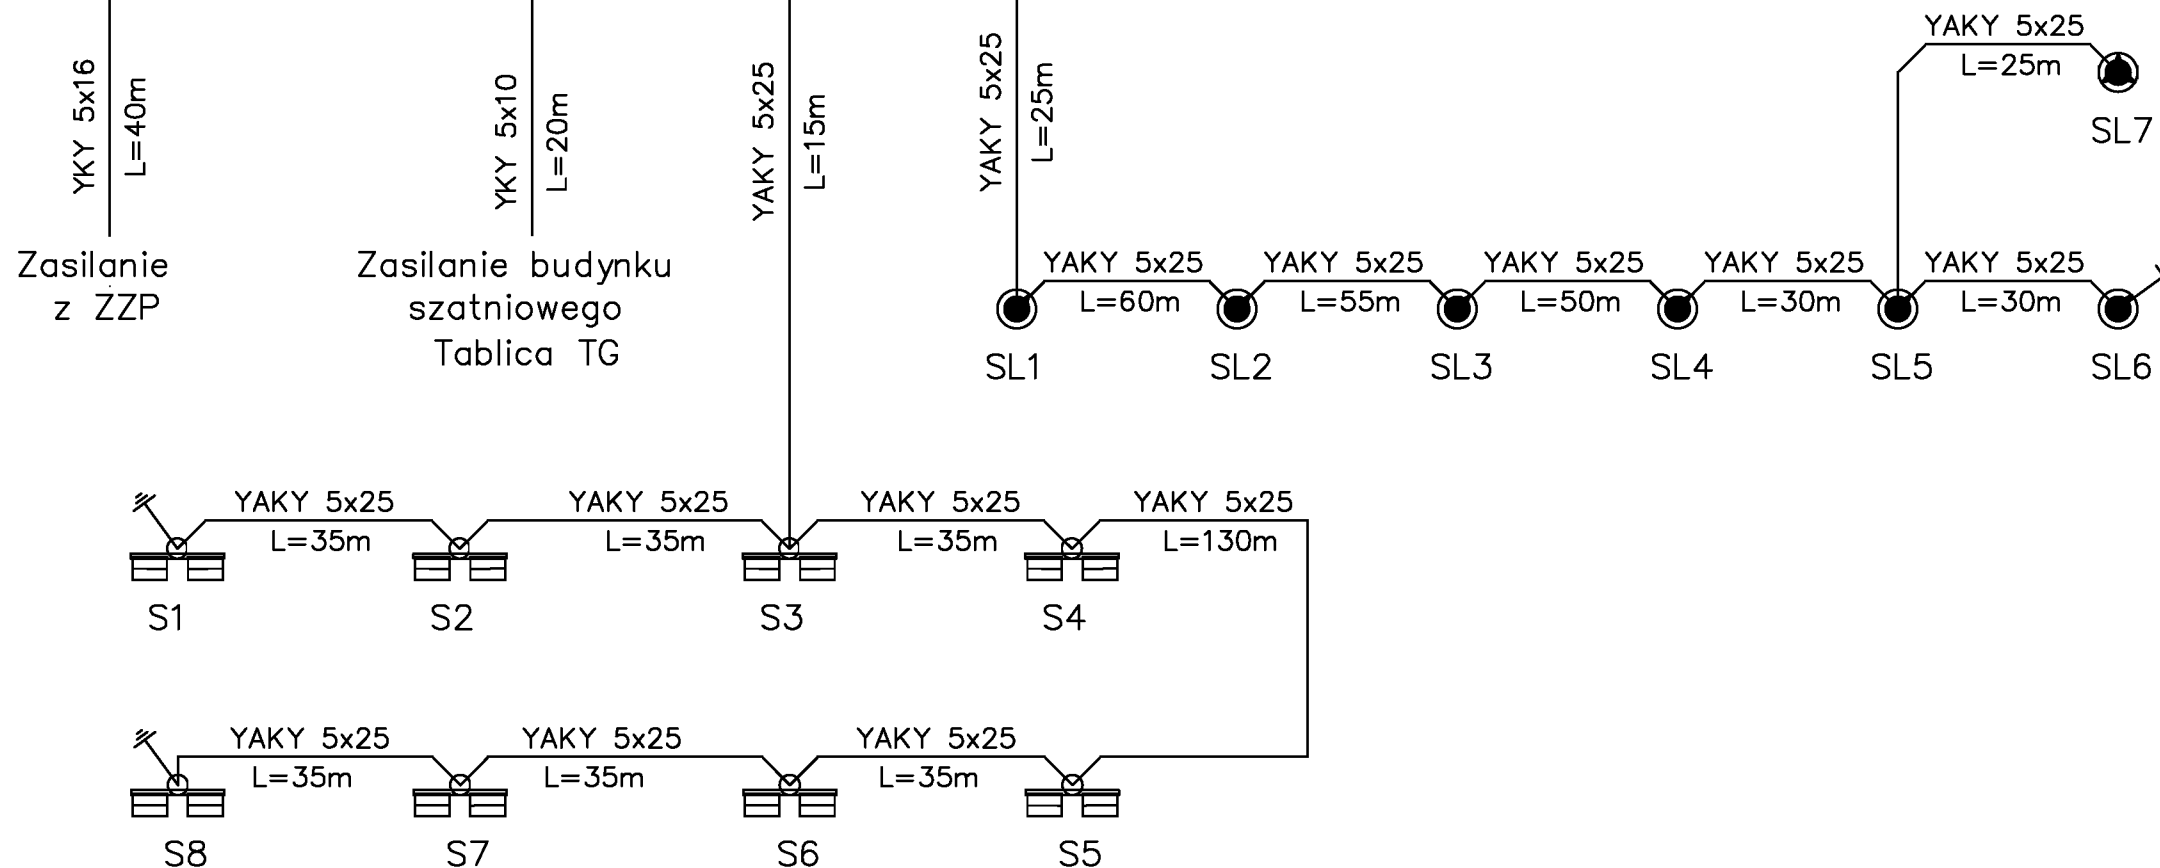 YKY 5x16
L=40m
Zasilanie
z ZZP
YKY 5x10
L=20m
Zasilanie budynku
szatniowego
Tablica TG
YAKY 5x25
L=15m
YAKY 5x25
L=25m
YAKY 5x25
L=25m
SL7
YAKY 5x25
L=60m
YAKY 5x25
L=55m
YAKY 5x25
L=50m
YAKY 5x25
L=30m
YAKY 5x25
L=30m
SL1
SL2
SL3
SL4
SL5
SL6
YAKY 5x25
L=35m
YAKY 5x25
L=35m
YAKY 5x25
L=35m
YAKY 5x25
L=130m
S1
S2
S3
S4
YAKY 5x25
L=35m
YAKY 5x25
L=35m
YAKY 5x25
L=35m
S8
S7
S6
S5